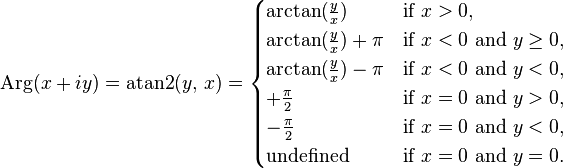 arctan(y/x) if x > 0,
arctan(y/x) + π if x < 0 and y ≥ 0,
Arg(x + iy) = atan2(y, x) = { arctan(y/x) − π if x < 0 and y < 0,
+π/2 if x = 0 and y > 0,
−π/2 if x = 0 and y < 0,
undefined if x = 0 and y = 0.